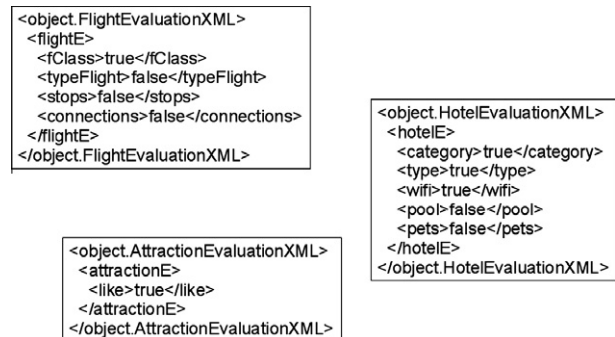 <object.FlightEvaluationXML>
<flightE>
<fClass>true</fClass>
<typeFlight>false</typeFlight>
<stops>false</stops>
<connections>false</connections>
</flightE>
</object.FlightEvaluationXML>
<object.HotelEvaluationXML>
<hotelE>
<category>true</category>
<type>true</type>
<wifi>true</wifi>
<pool>false</pool>
<pets>false</pets>
</hotelE>
</object.HotelEvaluationXML>
<object.AttractionEvaluationXML>
<attractionE>
<like>true</like>
</attractionE>
</object.AttractionEvaluationXML>